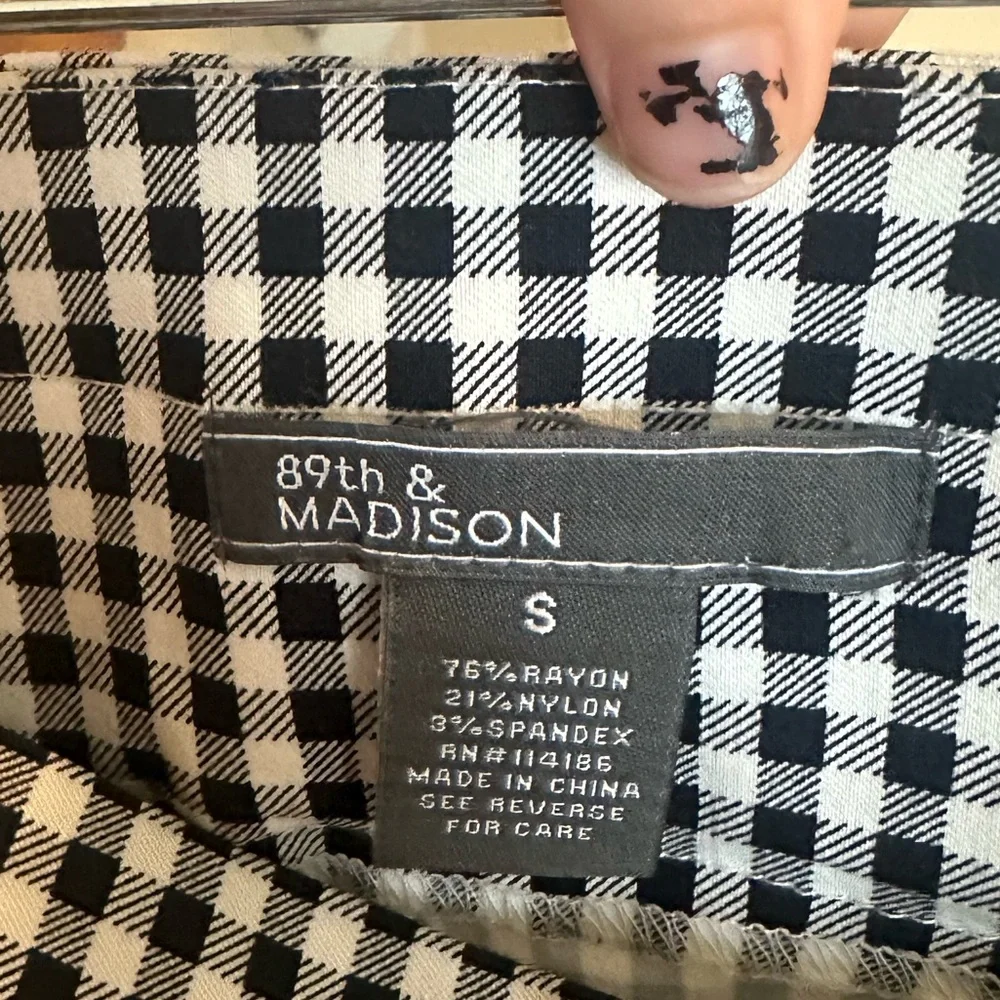 89th &
MADISON
S
76% RAYON
21% NYLON
3% SPANDEX
RN# 114186
MADE IN CHINA
SEE REVERSE
FOR CARE